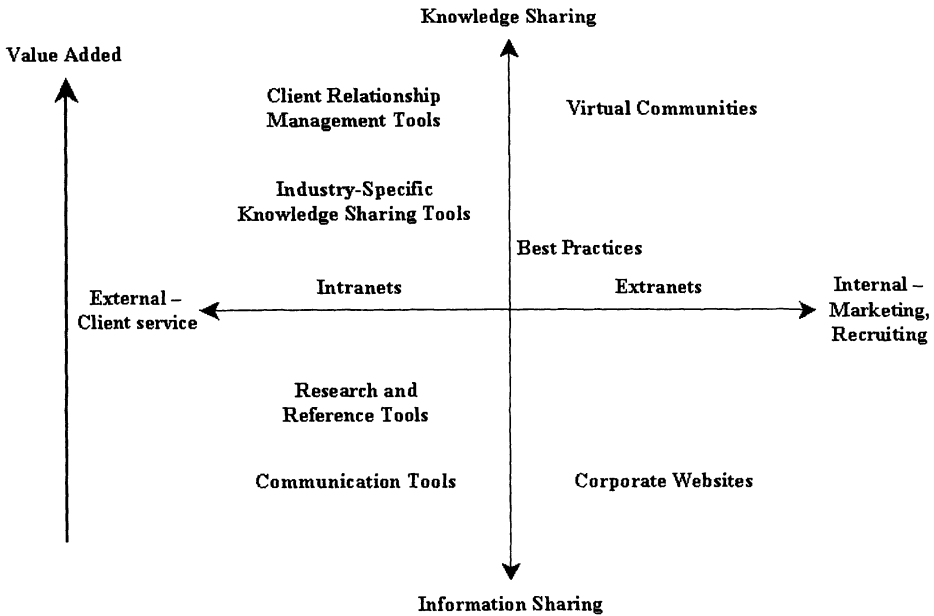 Knowledge Sharing
Value Added
Client Relationship
Management Tools
Virtual Communities
Industry-Specific
Knowledge Sharing Tools
Best Practices
Intranets
Extranets
External –
Client service
Internal –
Marketing,
Recruiting
Research and
Reference Tools
Communication Tools
Corporate Websites
Information Sharing